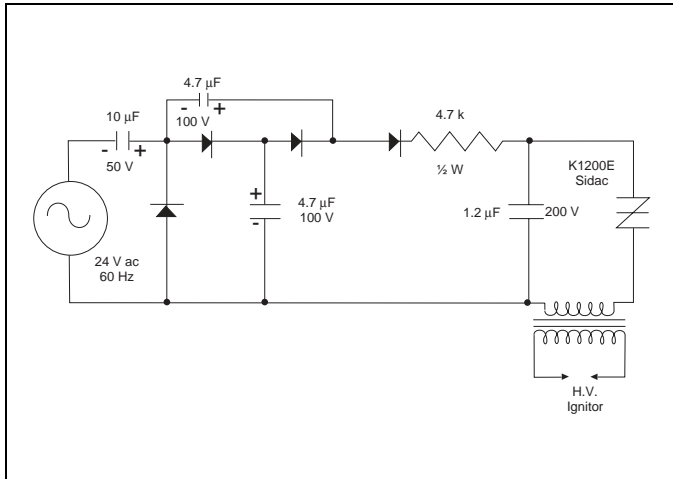 4.7 µF
- +
100 V
10 µF
- +
50 V
4.7 k
½ W
K1200E
Sidac
+
-
4.7 µF
100 V
1.2 µF
200 V
24 V ac
60 Hz
H.V.
Ignitor